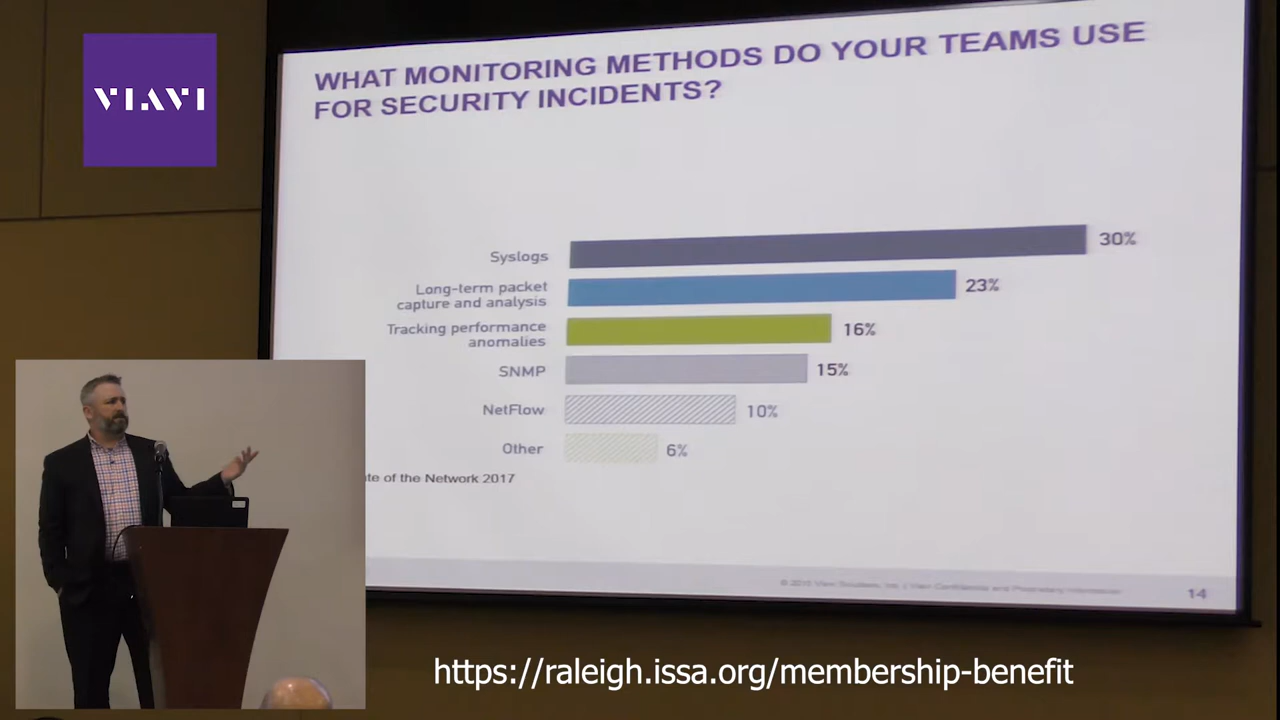 VIAVI
WHAT MONITORING METHODS DO YOUR TEAMS USE
FOR SECURITY INCIDENTS?
Syslogs
30%
Long-term packet
capture and analysis
23%
Tracking performance
anomalies
16%
SNMP
15%
NetFlow
10%
Other
6%
te of the Network 2017
14
https://raleigh.issa.org/membership-benefit